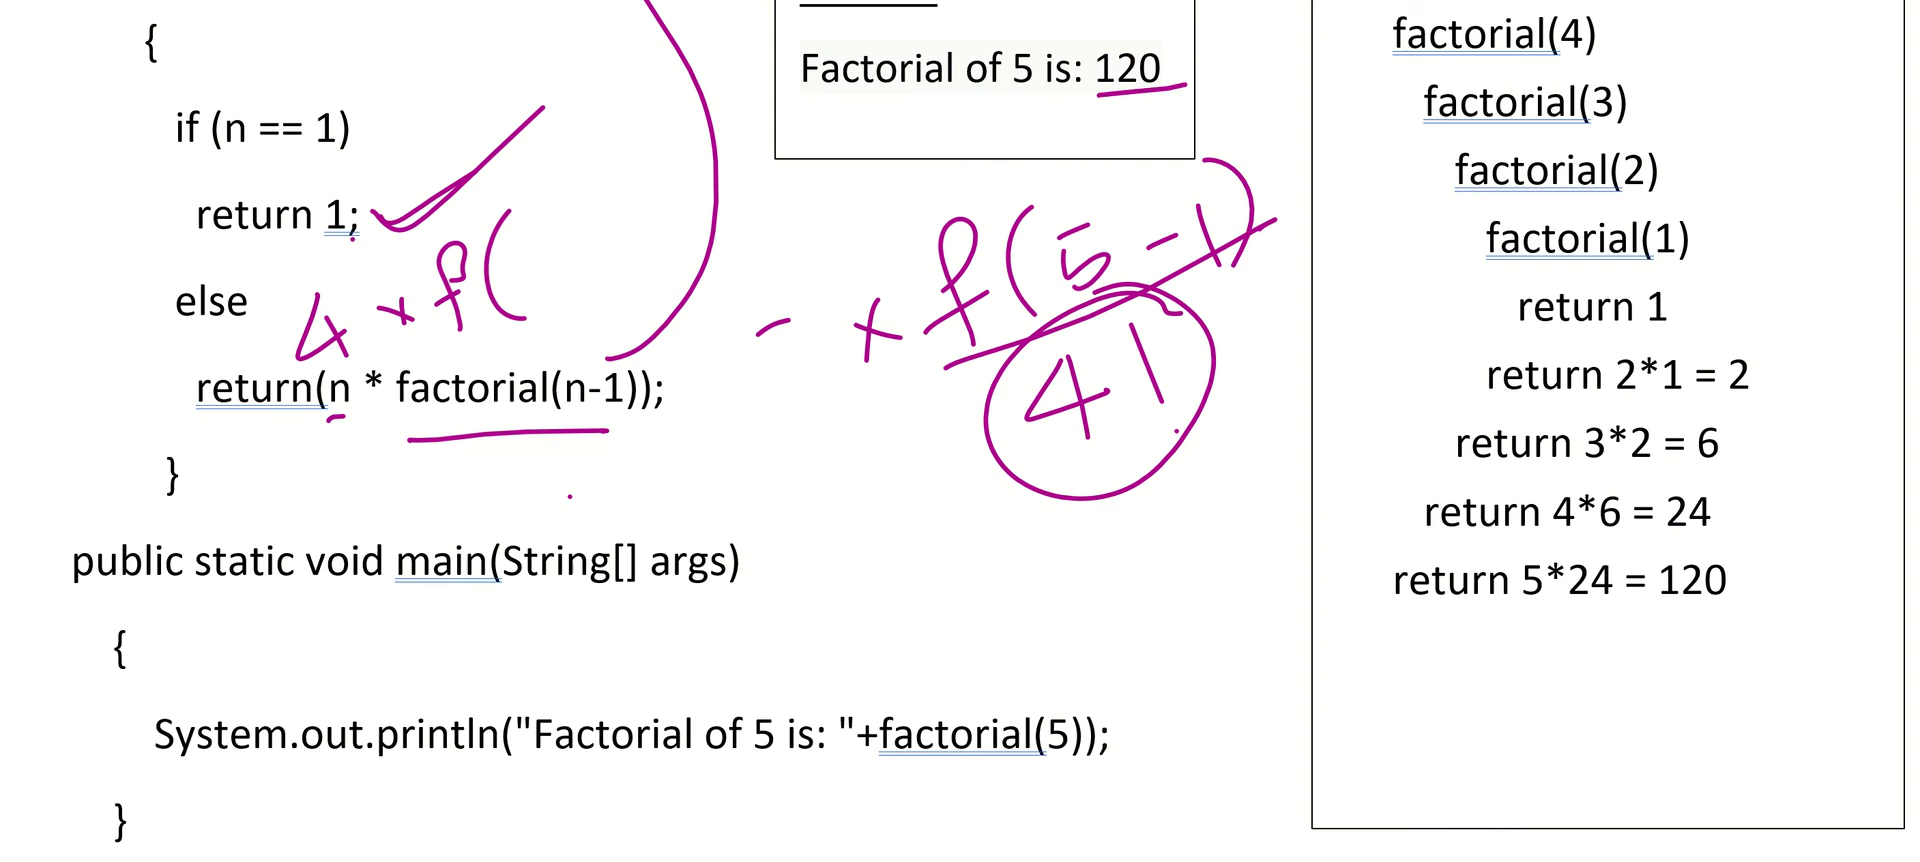 {
if (n == 1)
return 1;
else
4 * f(
return(n * factorial(n-1));
}
public static void main(String[] args)
{
System.out.println("Factorial of 5 is: "+factorial(5));
}
Factorial of 5 is: 120
* f(5-1)
4!
factorial(4)
factorial(3)
factorial(2)
factorial(1)
return 1
return 2*1 = 2
return 3*2 = 6
return 4*6 = 24
return 5*24 = 120